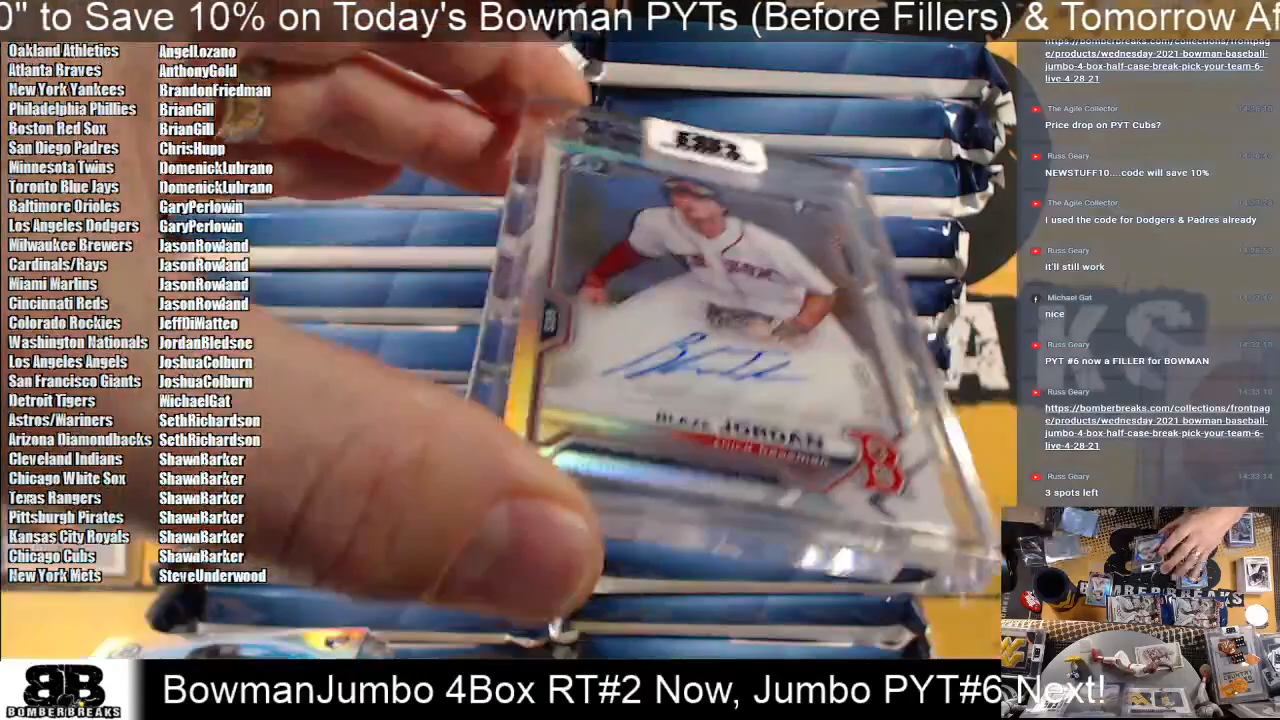 0" to Save 10% on Today's Bowman PYTs (Before Fillers) & Tomorrow Af
Oakland Athletics AngelLozano
Atlanta Braves AnthonyGold
New York Yankees BrandonFriedman
Philadelphia Phillies BrianGill
Boston Red Sox BrianGill
San Diego Padres ChrisHupp
Minnesota Twins DomenickLubrano
Toronto Blue Jays DomenickLubrano
Baltimore Orioles GaryPerlowin
Los Angeles Dodgers GaryPerlowin
Milwaukee Brewers JasonRowland
Cardinals/Rays JasonRowland
Miami Marlins JasonRowland
Cincinnati Reds JasonRowland
Colorado Rockies JeffDiMatteo
Washington Nationals JordanBledsoe
Los Angeles Angels JoshuaColburn
San Francisco Giants JoshuaColburn
Detroit Tigers MichaelGat
Astros/Mariners SethRichardson
Arizona Diamondbacks SethRichardson
Cleveland Indians ShawnBarker
Chicago White Sox ShawnBarker
Texas Rangers ShawnBarker
Pittsburgh Pirates ShawnBarker
Kansas City Royals ShawnBarker
Chicago Cubs ShawnBarker
New York Mets SteveUnderwood
BLAZE JORDAN
B
https://bomberbreaks.com/collections/frontpag
e/products/wednesday-2021-bowman-baseball-
jumbo-4-box-half-case-break-pick-your-team-6-
live-4-28-21
The Agile Collector
Price drop on PYT Cubs?
Russ Geary
NEWSTUFF10....code will save 10%
The Agile Collector
I used the code for Dodgers & Padres already
Russ Geary
it'll still work
Michael Gat
nice
Russ Geary
PYT #6 now a FILLER for BOWMAN
Russ Geary 14:33:10
https://bomberbreaks.com/collections/frontpag
e/products/wednesday-2021-bowman-baseball-
jumbo-4-box-half-case-break-pick-your-team-6-
live-4-28-21
Russ Geary 14:33:14
3 spots left
BOMBERBREAKS
BB
BOMBERBREAKS
BowmanJumbo 4Box RT#2 Now, Jumbo PYT#6 Next!